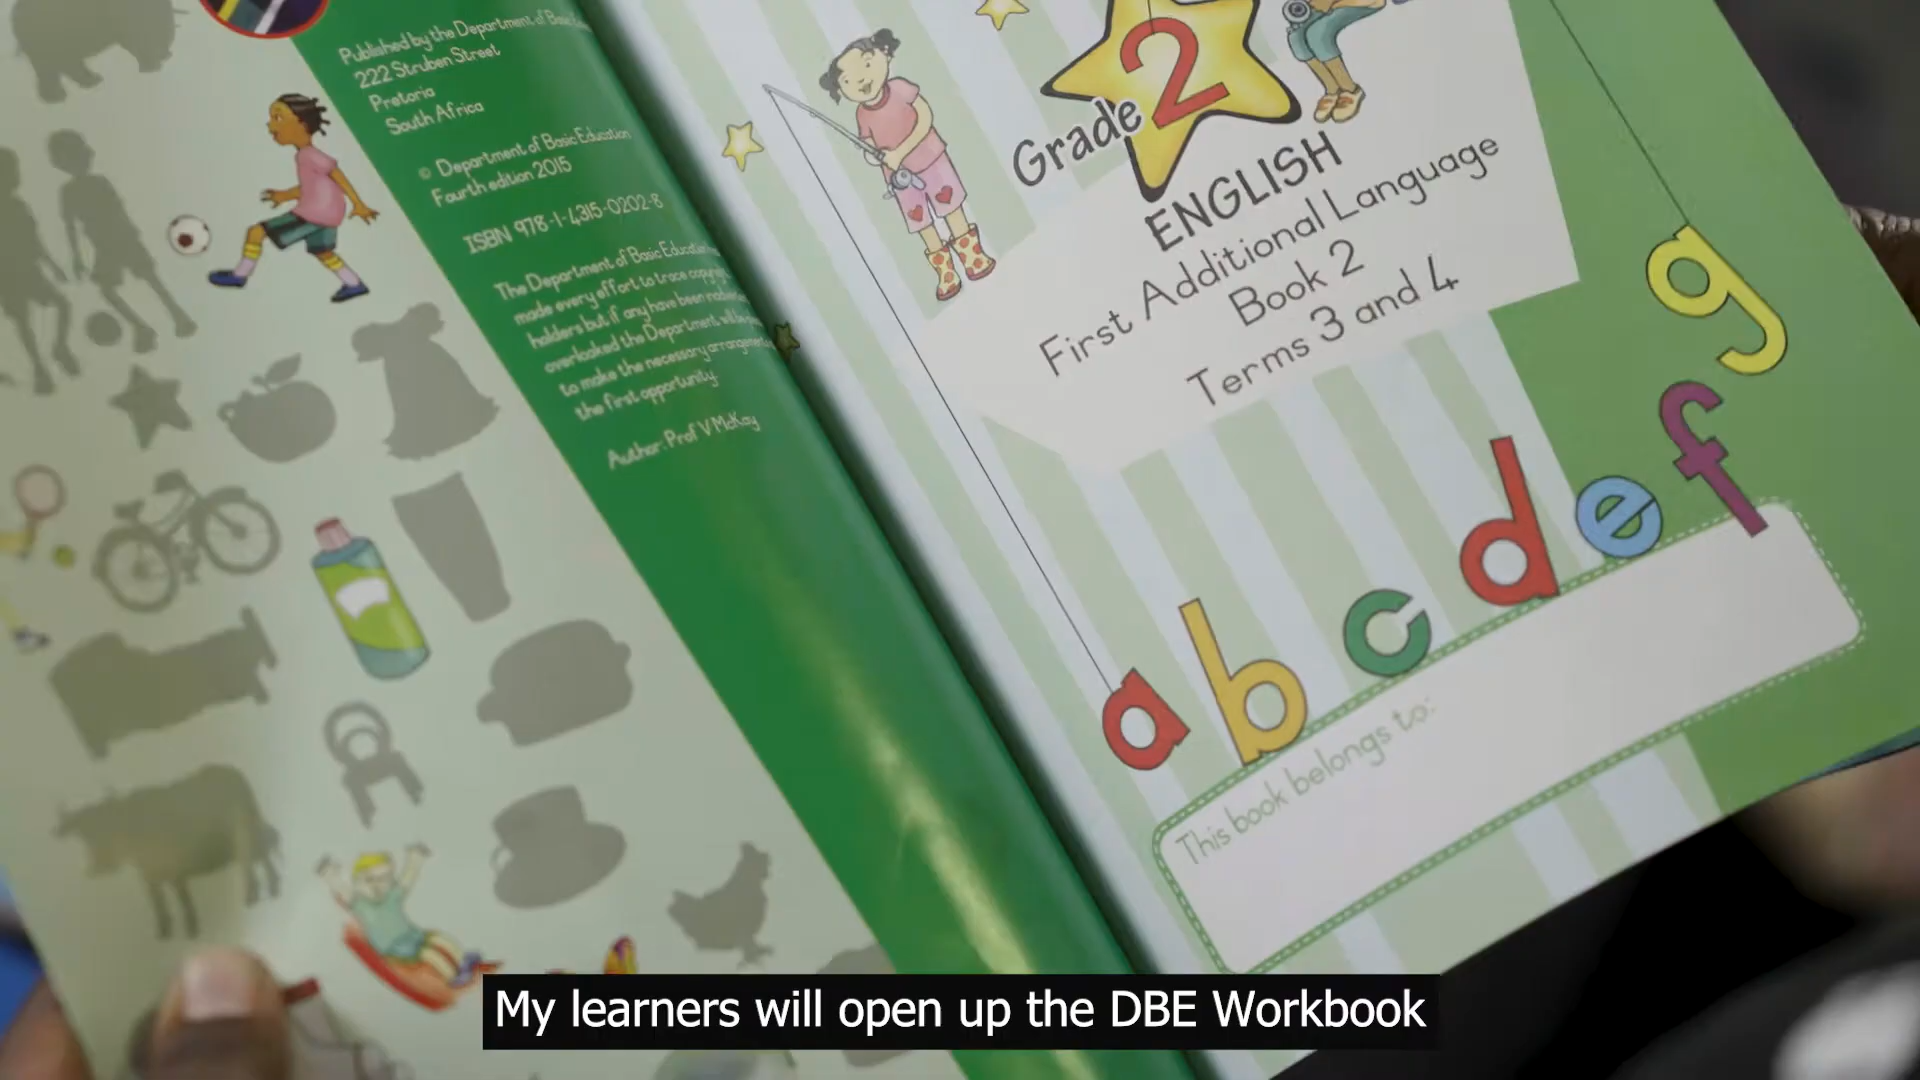 Published by the Department of Basic
222 Struben Street
Pretoria
South Africa
© Department of Basic Education
Fourth edition 2015
ISBN 978-1-4315-0202-8
The Department of Basic Education
made every effort to trace
holders but if any have been
overlooked the Department will be
to make the necessary
the first opportunity.
Author: Prof V McKay
Grade 2
ENGLISH
First Additional Language
Book 2
Terms 3 and 4
a b c d e f g
This book belongs to:
My learners will open up the DBE Workbook